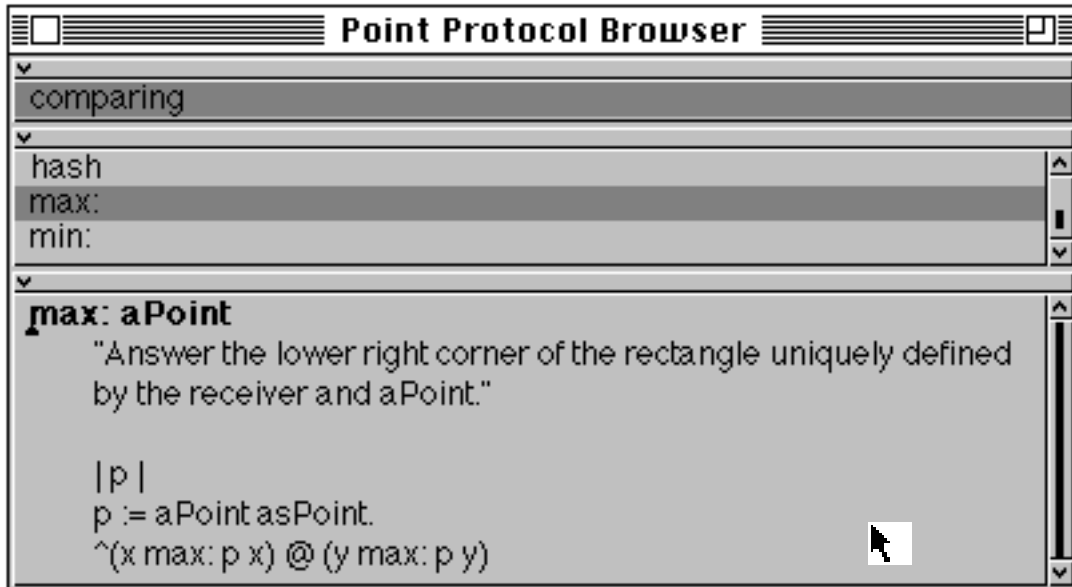 Point Protocol Browser
comparing
hash
max:
min:
max: aPoint
"Answer the lower right corner of the rectangle uniquely defined
by the receiver and aPoint."
| p |
p := aPoint asPoint.
^(x max: p x) @ (y max: p y)